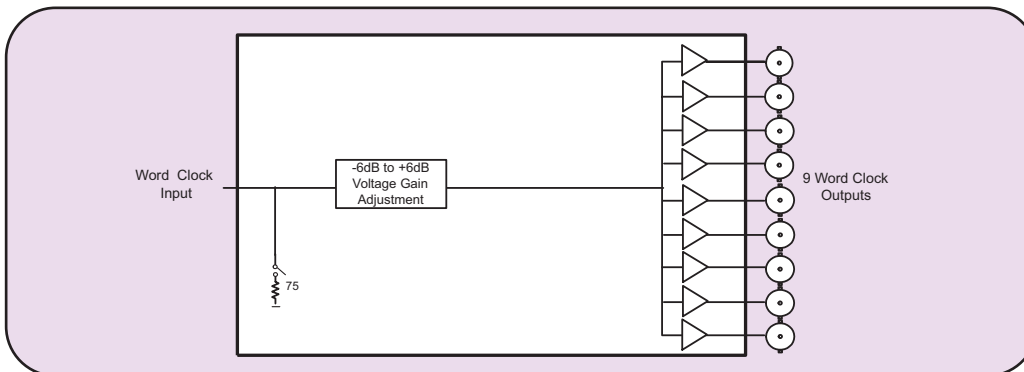 Word Clock
Input
-6dB to +6dB
Voltage Gain
Adjustment
75
9 Word Clock
Outputs